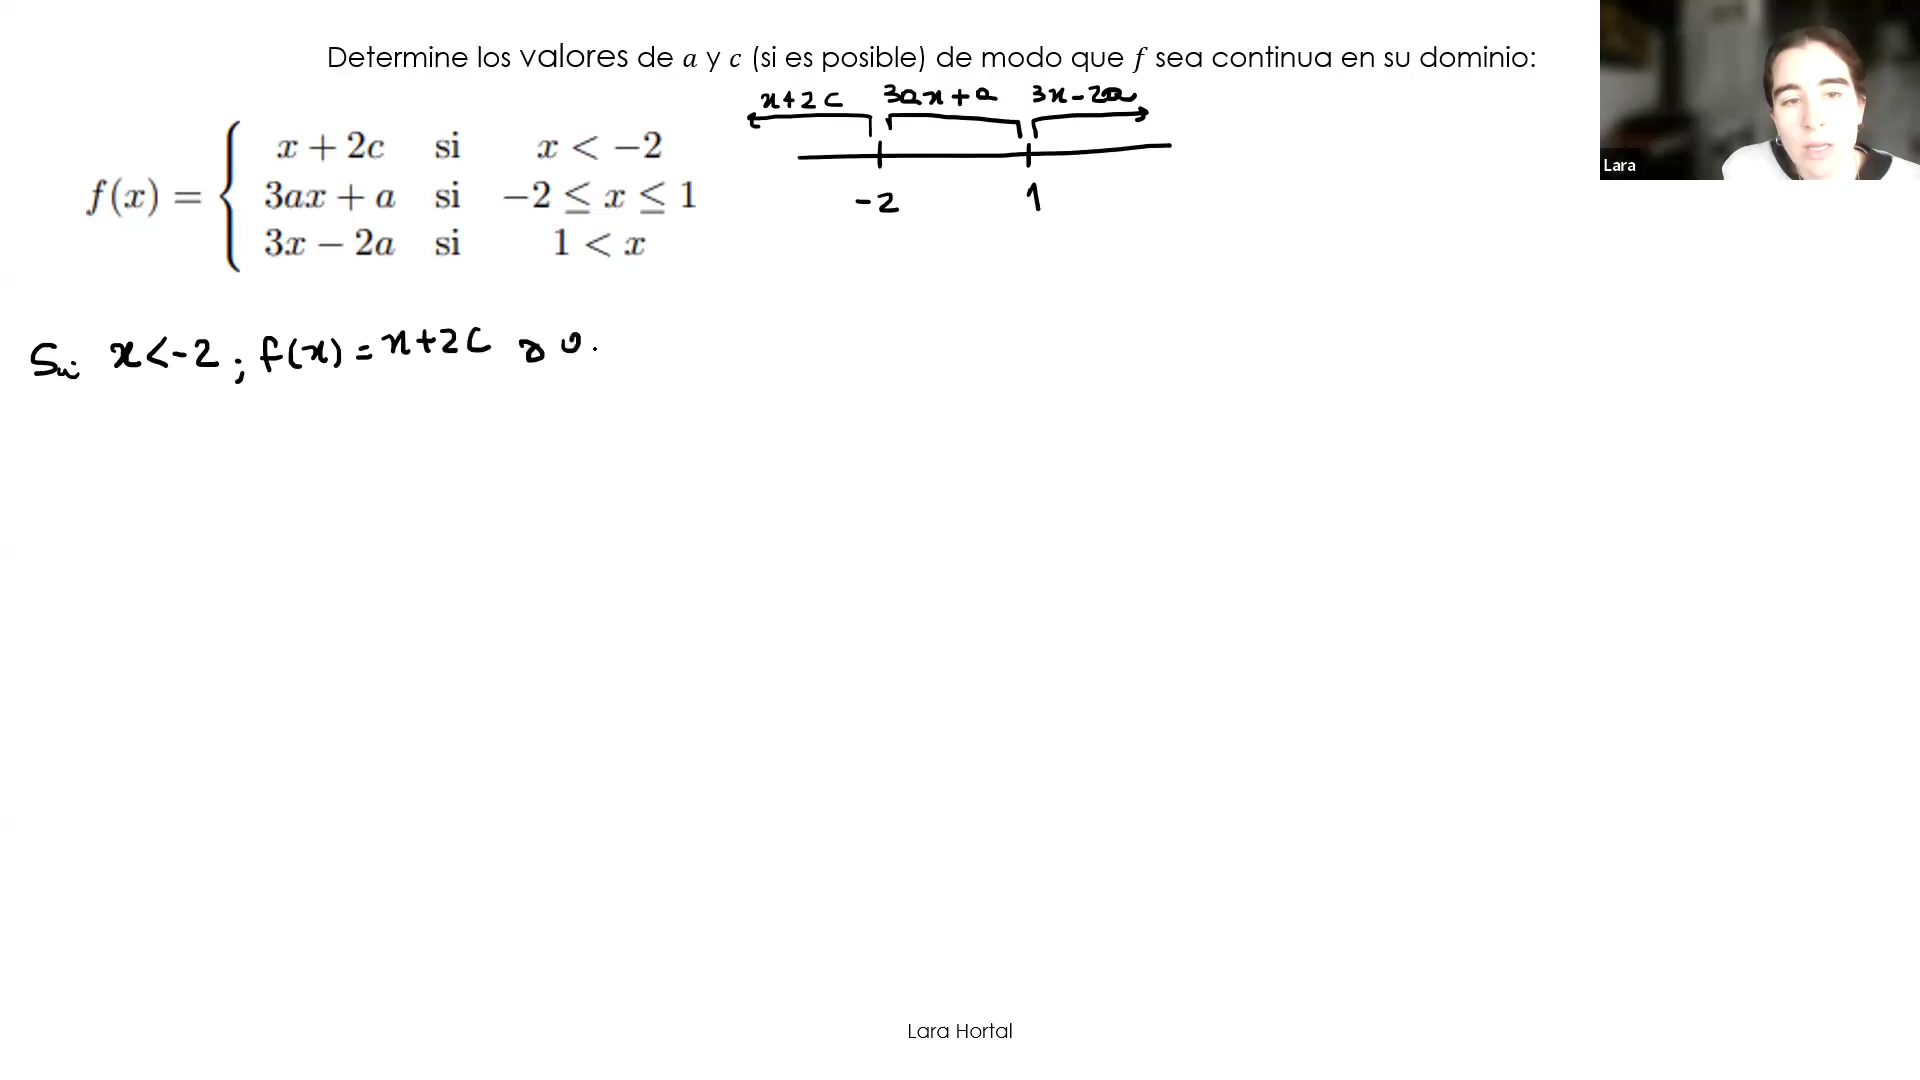 Determine los valores de a y c (si es posible) de modo que f sea continua en su dominio:
x+2c 3ax+a 3x-2a
-2 1
f(x) = { x + 2c si x < −2
3ax + a si −2 ≤ x ≤ 1
3x − 2a si 1 < x
Si x<-2; f(x)=x+2c
Lara
Lara Hortal